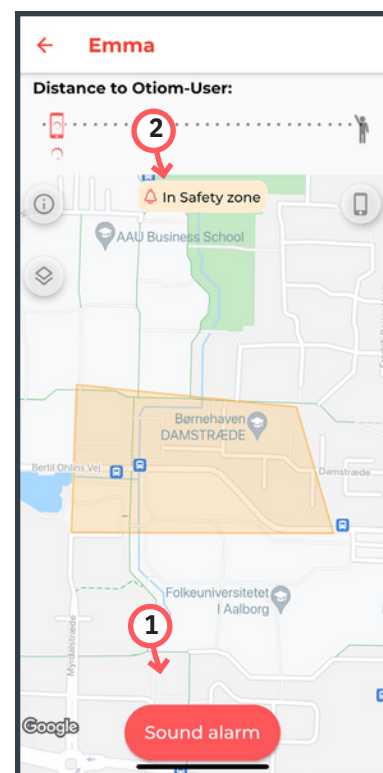 Emma
Distance to Otiom-User:
2
In Safety zone
AAU Business School
Børnehaven
DAMSTRÆDE
Bertil Ohlins Vej
Damstræde
Folkeuniversitetet
I Aalborg
1
Myrdalstræde
Google
Sound alarm